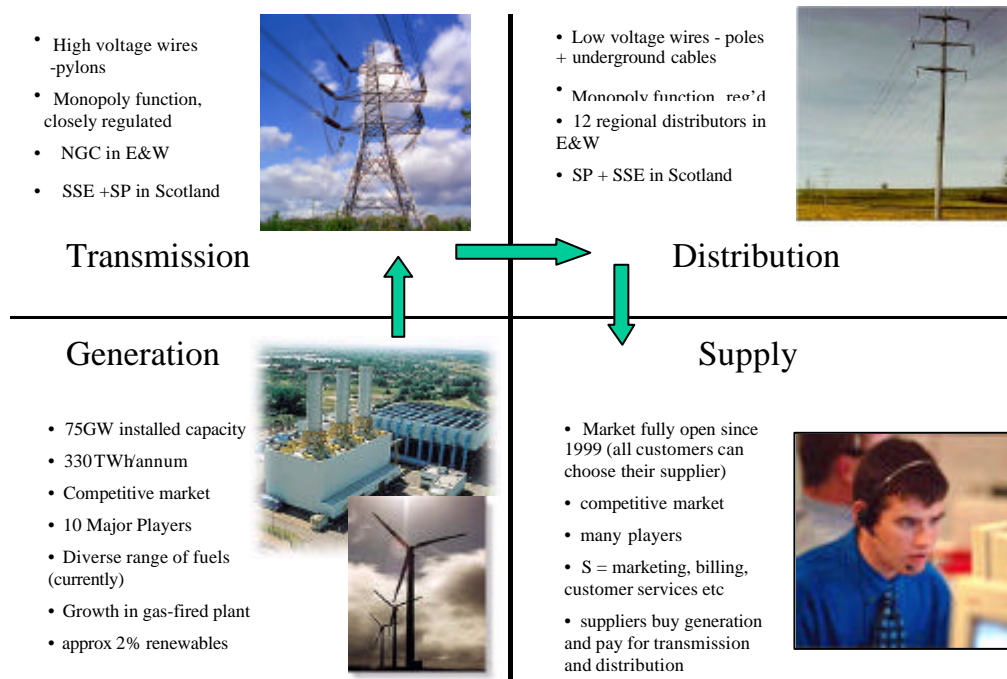 • High voltage wires
-pylons
• Monopoly function,
closely regulated
• NGC in E&W
• SSE +SP in Scotland
Transmission
• Low voltage wires - poles
+ underground cables
• Monopoly function, reg'd
• 12 regional distributors in
E&W
• SP + SSE in Scotland
Distribution
Generation
• 75GW installed capacity
• 330TWh/annum
• Competitive market
• 10 Major Players
• Diverse range of fuels
(currently)
• Growth in gas-fired plant
• approx 2% renewables
Supply
• Market fully open since
1999 (all customers can
choose their supplier)
• competitive market
• many players
• S = marketing, billing,
customer services etc
• suppliers buy generation
and pay for transmission
and distribution